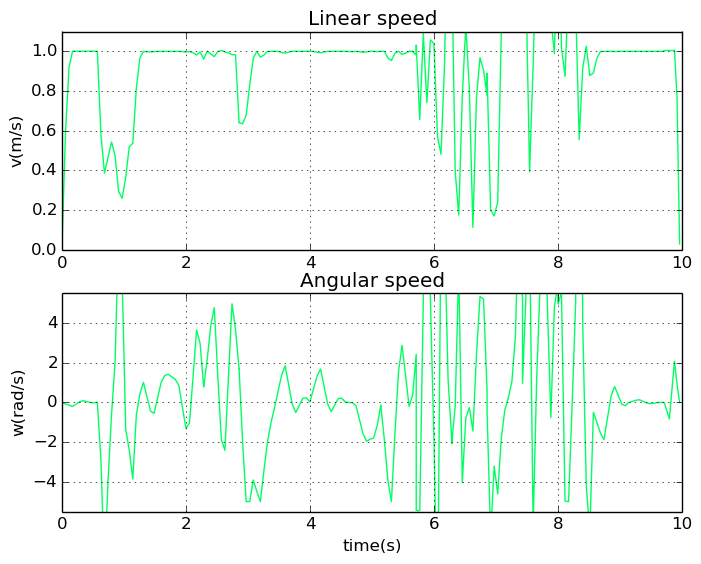 Linear speed
1.0
0.8
0.6
0.4
0.2
0.0
v(m/s)
0 2 4 6 8 10
Angular speed
4
2
0
−2
−4
w(rad/s)
0 2 4 6 8 10
time(s)